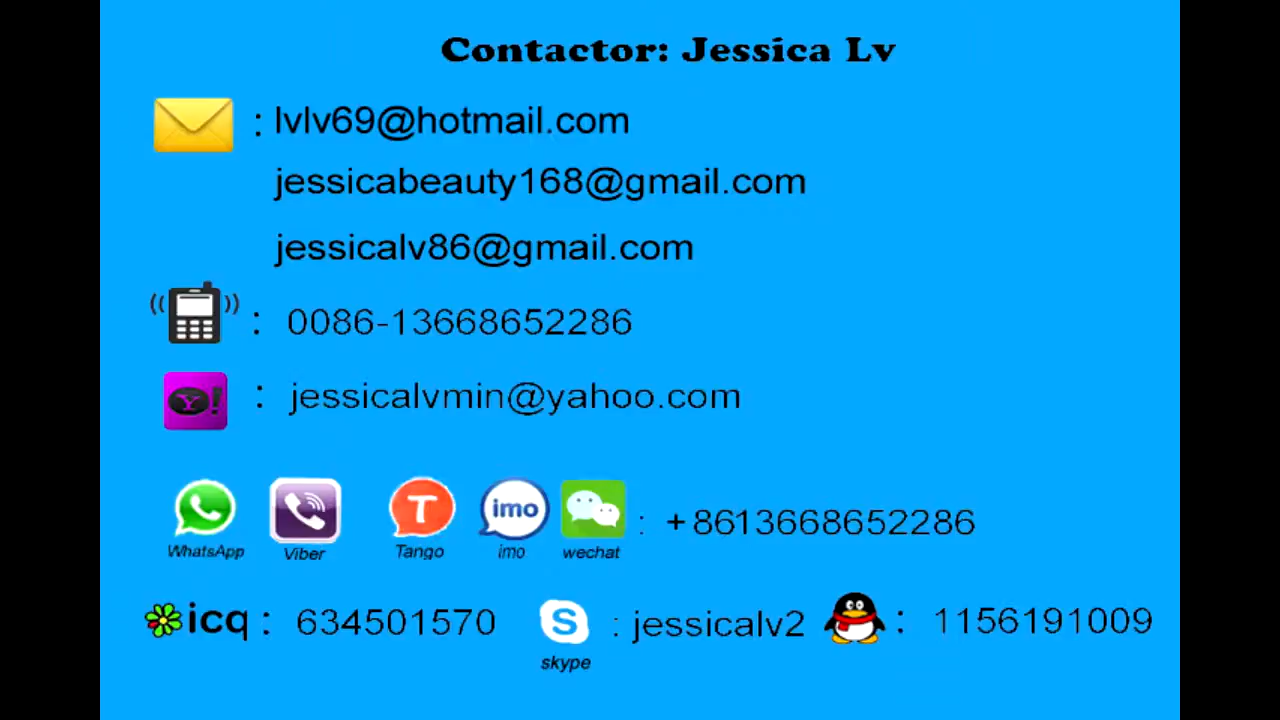 Contactor: Jessica Lv
: lvlv69@hotmail.com
jessicabeauty168@gmail.com
jessicalv86@gmail.com
: 0086-13668652286
Y! : jessicalvmin@yahoo.com
T imo : +8613668652286
WhatsApp Viber Tango imo wechat
icq : 634501570 S : jessicalv2 : 1156191009
skype